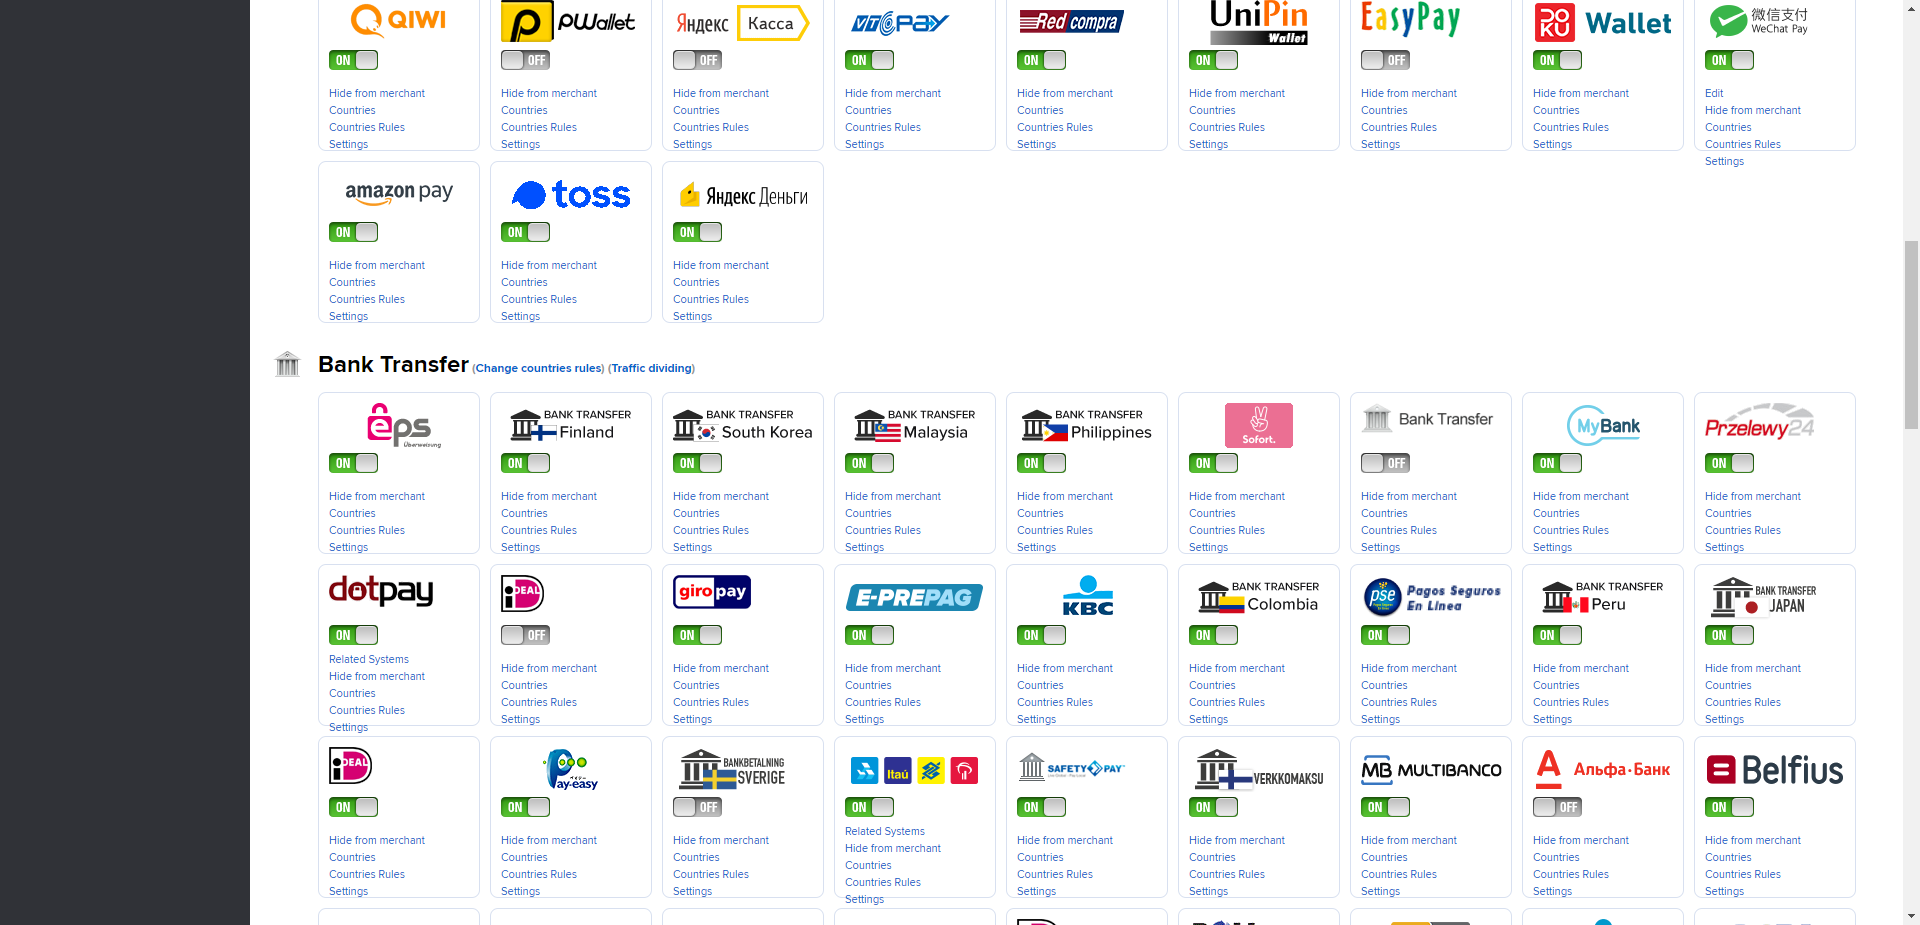 QIWI
pWallet
Яндекс Касса
VTC PAY
Red compra
UniPin Wallet
EasyPay
DOKU Wallet
微信支付 WeChat Pay
ON
OFF
OFF
ON
ON
ON
OFF
ON
ON
Hide from merchant
Countries
Countries Rules
Settings
Hide from merchant
Countries
Countries Rules
Settings
Hide from merchant
Countries
Countries Rules
Settings
Hide from merchant
Countries
Countries Rules
Settings
Hide from merchant
Countries
Countries Rules
Settings
Hide from merchant
Countries
Countries Rules
Settings
Hide from merchant
Countries
Countries Rules
Settings
Hide from merchant
Countries
Countries Rules
Settings
Edit
Hide from merchant
Countries
Countries Rules
Settings
amazon pay
toss
Яндекс Деньги
ON
ON
ON
Hide from merchant
Countries
Countries Rules
Settings
Hide from merchant
Countries
Countries Rules
Settings
Hide from merchant
Countries
Countries Rules
Settings
Bank Transfer (Change countries rules) (Traffic dividing)
eps Überweisung
BANK TRANSFER Finland
BANK TRANSFER South Korea
BANK TRANSFER Malaysia
BANK TRANSFER Philippines
Sofort.
Bank Transfer
MyBank
Przelewy24
ON
ON
ON
ON
ON
ON
OFF
ON
ON
Hide from merchant
Countries
Countries Rules
Settings
Hide from merchant
Countries
Countries Rules
Settings
Hide from merchant
Countries
Countries Rules
Settings
Hide from merchant
Countries
Countries Rules
Settings
Hide from merchant
Countries
Countries Rules
Settings
Hide from merchant
Countries
Countries Rules
Settings
Hide from merchant
Countries
Countries Rules
Settings
Hide from merchant
Countries
Countries Rules
Settings
Hide from merchant
Countries
Countries Rules
Settings
dotpay
iDEAL
giropay
E-PREPAG
KBC
BANK TRANSFER Colombia
pse Pagos Seguros En Línea
BANK TRANSFER Peru
BANK TRANSFER JAPAN
ON
OFF
ON
ON
ON
ON
ON
ON
ON
Related Systems
Hide from merchant
Countries
Countries Rules
Settings
Hide from merchant
Countries
Countries Rules
Settings
Hide from merchant
Countries
Countries Rules
Settings
Hide from merchant
Countries
Countries Rules
Settings
Hide from merchant
Countries
Countries Rules
Settings
Hide from merchant
Countries
Countries Rules
Settings
Hide from merchant
Countries
Countries Rules
Settings
Hide from merchant
Countries
Countries Rules
Settings
Hide from merchant
Countries
Countries Rules
Settings
iDEAL
Pay-easy
BANKBETALNING SVERIGE
Itaú
SAFETY PAY
VERKKOMAKSU
MB MULTIBANCO
Альфа·Банк
Belfius
ON
ON
OFF
ON
ON
ON
ON
OFF
ON
Hide from merchant
Countries
Countries Rules
Settings
Hide from merchant
Countries
Countries Rules
Settings
Hide from merchant
Countries
Countries Rules
Settings
Related Systems
Hide from merchant
Countries
Countries Rules
Settings
Hide from merchant
Countries
Countries Rules
Settings
Hide from merchant
Countries
Countries Rules
Settings
Hide from merchant
Countries
Countries Rules
Settings
Hide from merchant
Countries
Countries Rules
Settings
Hide from merchant
Countries
Countries Rules
Settings